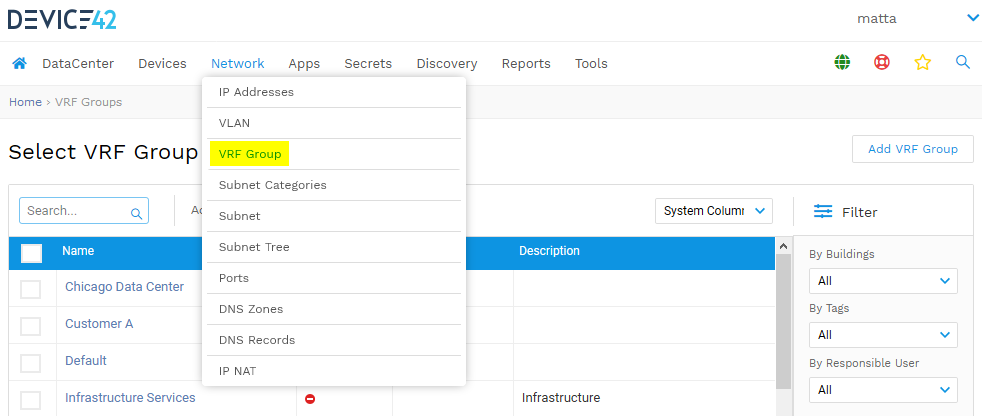 DEVICE42
matta
DataCenter Devices Network Apps Secrets Discovery Reports Tools
Home > VRF Groups
IP Addresses
VLAN
VRF Group
Subnet Categories
Subnet
Subnet Tree
Ports
DNS Zones
DNS Records
IP NAT
Select VRF Group
Add VRF Group
Search...
System Column
Filter
Name Description
Chicago Data Center
Customer A
Default
Infrastructure Services Infrastructure
By Buildings
All
By Tags
All
By Responsible User
All